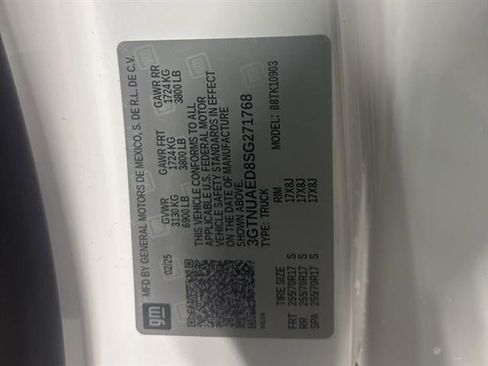 MFD BY GENERAL MOTORS DE MEXICO, S. DE R.L. DE C.V.
02/25 GVWR GAWR FRT GAWR RR
3130 KG 1724 KG 1724 KG
6900 LB 3800 LB 3800 LB
THIS VEHICLE CONFORMS TO ALL
APPLICABLE U.S. FEDERAL MOTOR
VEHICLE SAFETY STANDARDS IN EFFECT
ON THE DATE OF MANUFACTURE
SHOWN ABOVE.
3GTNUAED8SG271768
TYPE: TRUCK MODEL: 88TK10903
gm
TIRE SIZE RIM
FRT 255/70R17 S 17X8J
RR 255/70R17 S 17X8J
SPA 255/70R17 S 17X8J